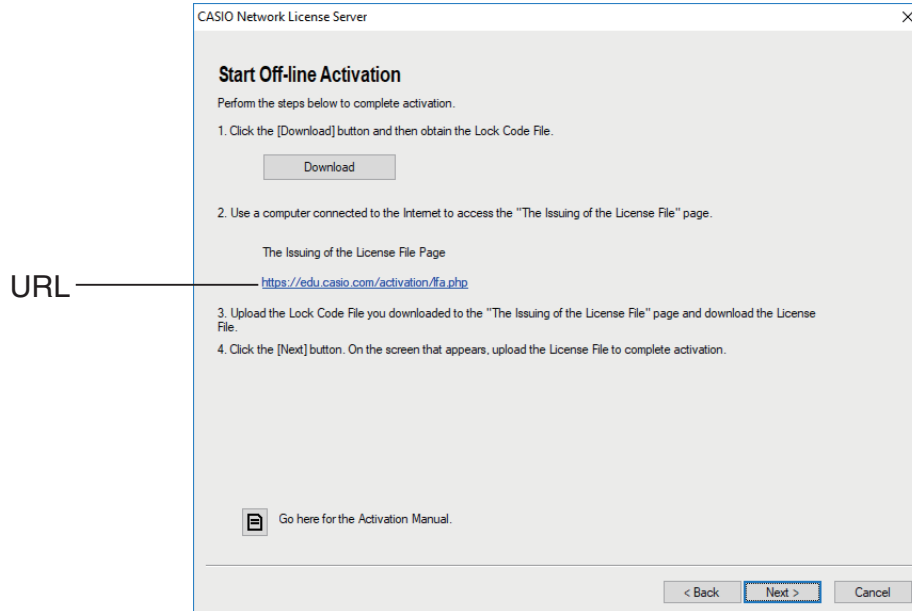 CASIO Network License Server
Start Off-line Activation
Perform the steps below to complete activation.
1. Click the [Download] button and then obtain the Lock Code File.
Download
2. Use a computer connected to the Internet to access the "The Issuing of the License File" page.
The Issuing of the License File Page
URL
https://edu.casio.com/activation/lfa.php
3. Upload the Lock Code File you downloaded to the "The Issuing of the License File" page and download the License
File.
4. Click the [Next] button. On the screen that appears, upload the License File to complete activation.
Go here for the Activation Manual.
< Back
Next >
Cancel